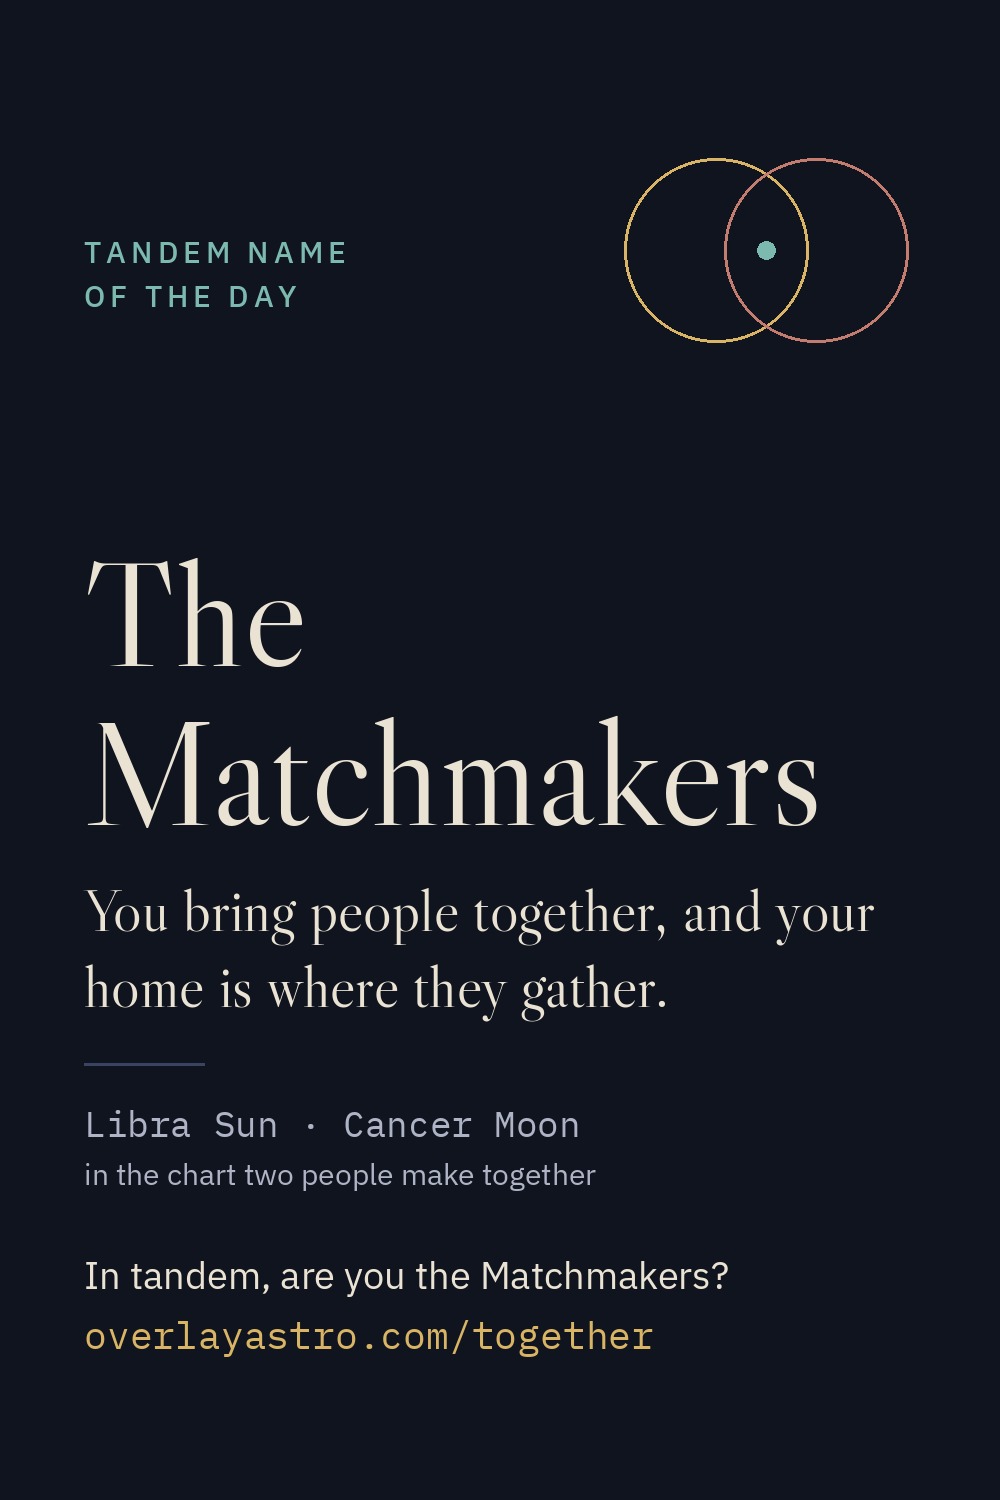 TANDEM NAME
OF THE DAY
The
Matchmakers
You bring people together, and your
home is where they gather.
Libra Sun · Cancer Moon
in the chart two people make together
In tandem, are you the Matchmakers?
overlayastro.com/together